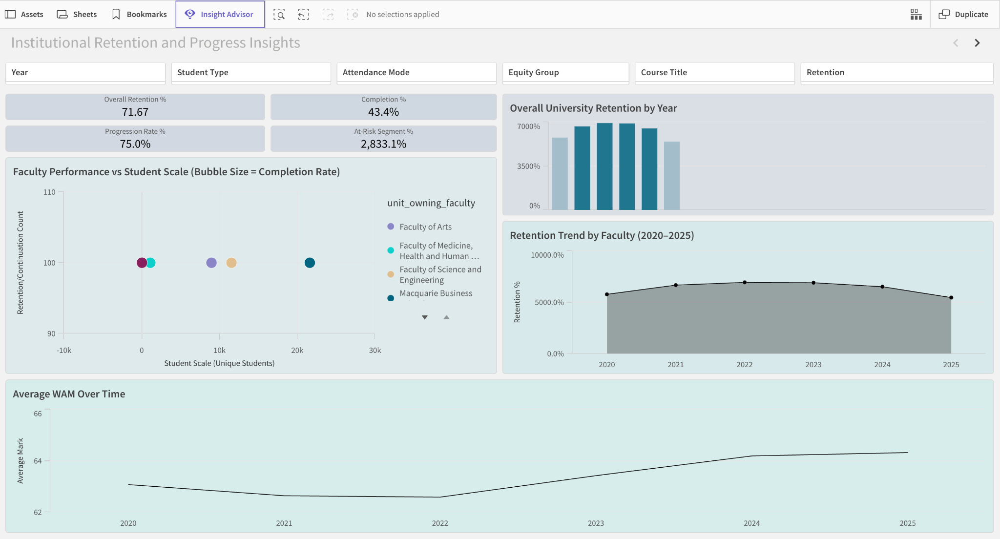 Assets
Sheets
Bookmarks
Insight Advisor
No selections applied
Duplicate
Institutional Retention and Progress Insights
Year
Student Type
Attendance Mode
Equity Group
Course Title
Retention
Overall Retention %
71.67
Completion %
43.4%
Progression Rate %
75.0%
At-Risk Segment %
2,833.1%
Overall University Retention by Year
7000%
3500%
0%
Faculty Performance vs Student Scale (Bubble Size = Completion Rate)
Retention/Continuation Count
110
100
90
-10k
0
10k
20k
30k
Student Scale (Unique Students)
unit_owning_faculty
Faculty of Arts
Faculty of Medicine,
Health and Human ...
Faculty of Science and
Engineering
Macquarie Business
Retention Trend by Faculty (2020–2025)
Retention %
10000.0%
5000.0%
0.0%
2020
2021
2022
2023
2024
2025
Average WAM Over Time
Average Mark
66
64
62
2020
2021
2022
2023
2024
2025